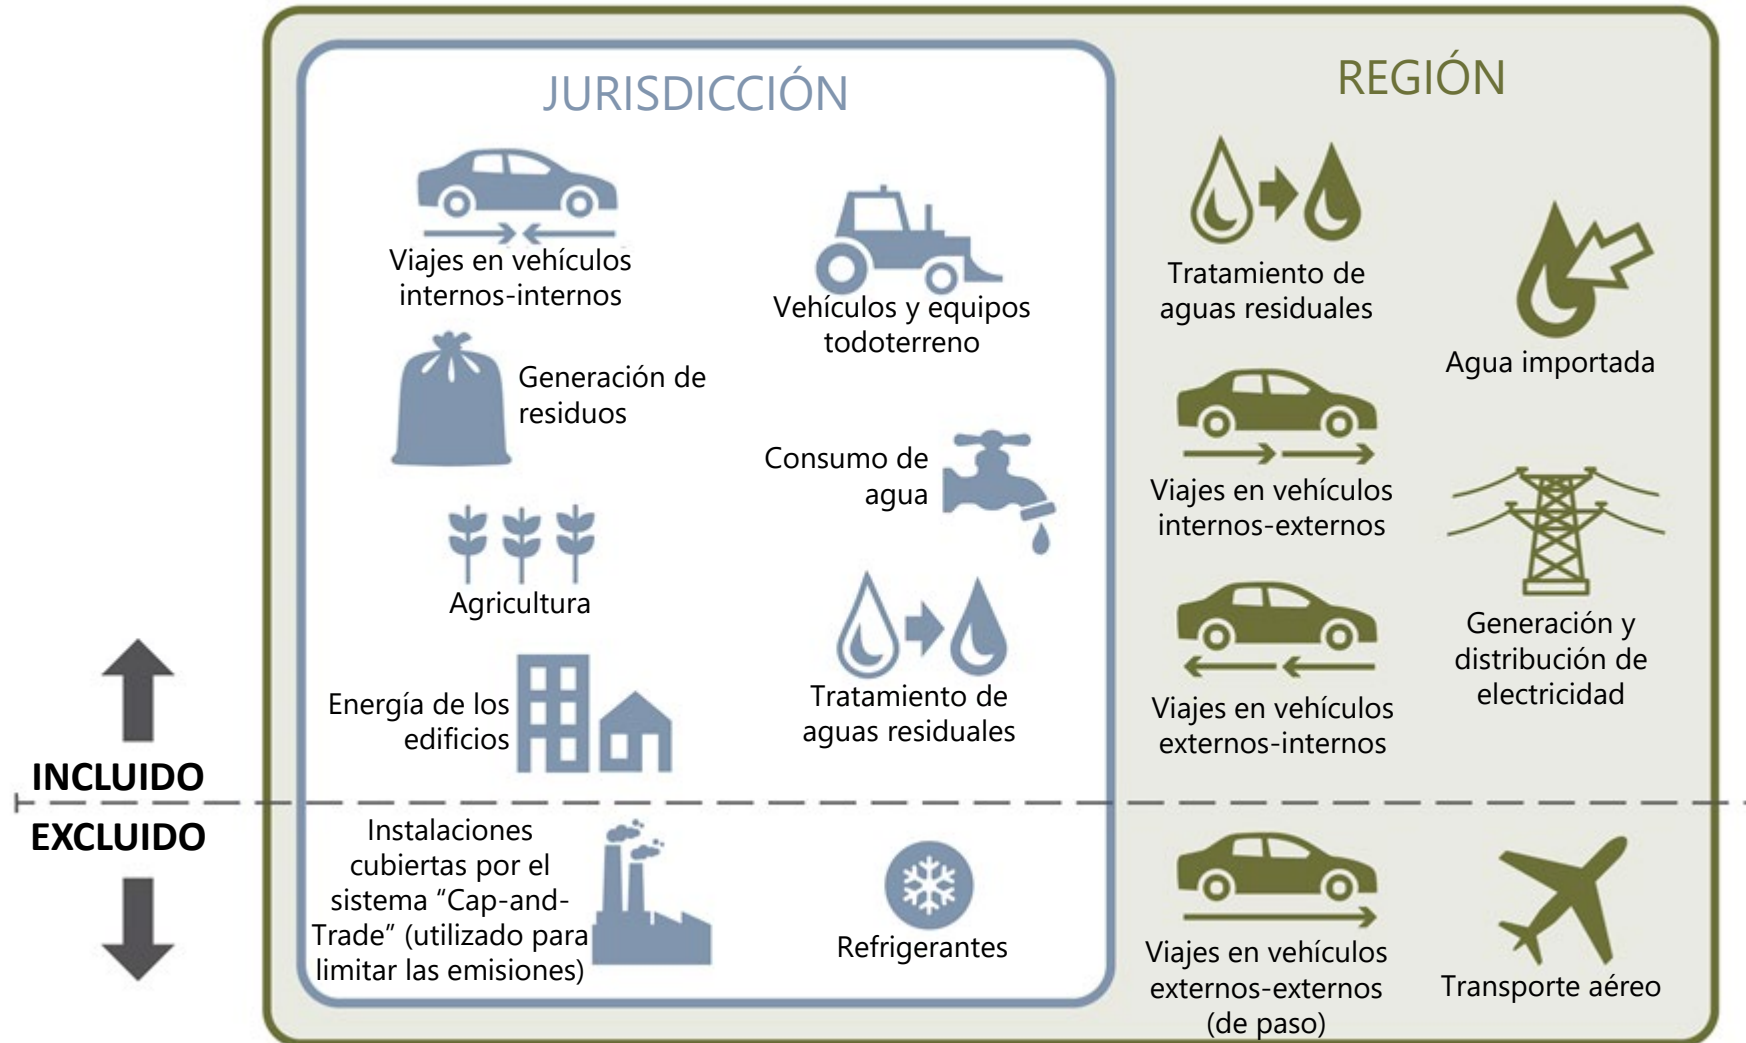 JURISDICCIÓN
Viajes en vehículos
internos-internos
Vehículos y equipos
todoterreno
Generación de
residuos
Consumo de
agua
Agricultura
Energía de los
edificios
Tratamiento de
aguas residuales
Instalaciones
cubiertas por el
sistema “Cap-and-
Trade” (utilizado para
limitar las emisiones)
Refrigerantes
REGIÓN
Tratamiento de
aguas residuales
Agua importada
Viajes en vehículos
internos-externos
Viajes en vehículos
externos-internos
Generación y
distribución de
electricidad
Viajes en vehículos
externos-externos
(de paso)
Transporte aéreo
INCLUIDO
EXCLUIDO